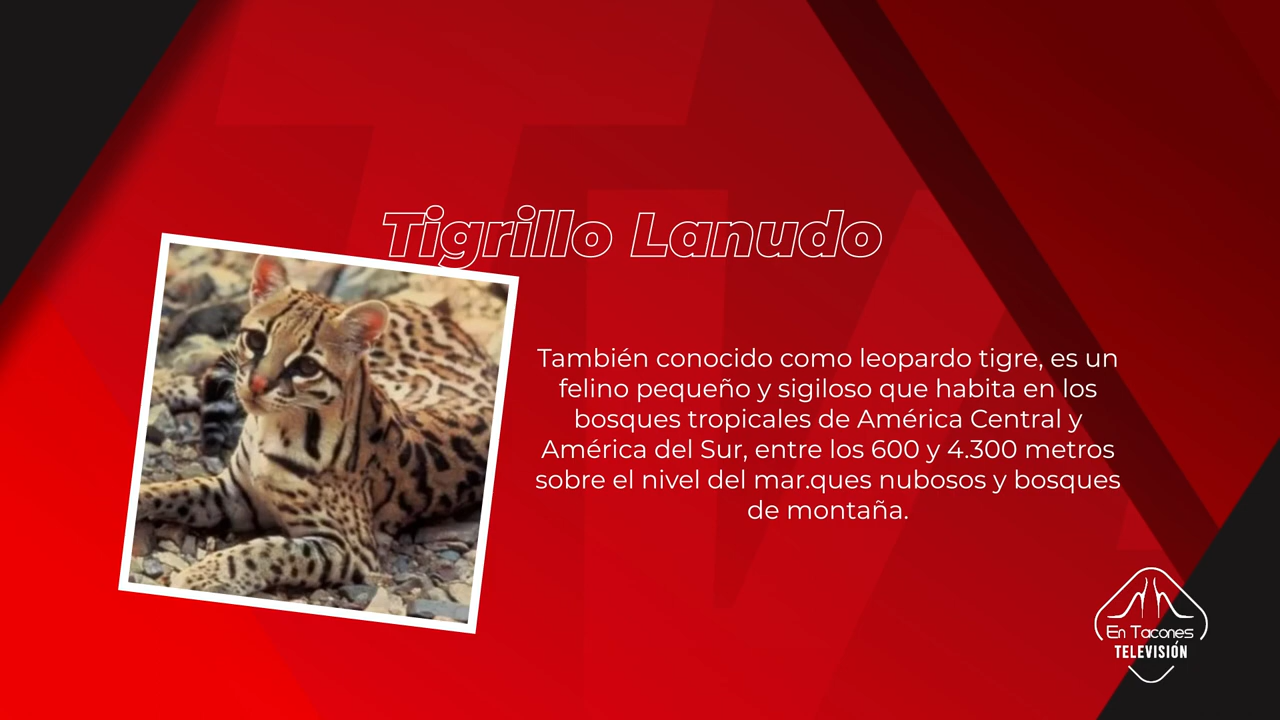 Tigrillo Lanudo
También conocido como leopardo tigre, es un
felino pequeño y sigiloso que habita en los
bosques tropicales de América Central y
América del Sur, entre los 600 y 4.300 metros
sobre el nivel del mar.ques nubosos y bosques
de montaña.
En Tacones
TELEVISIÓN